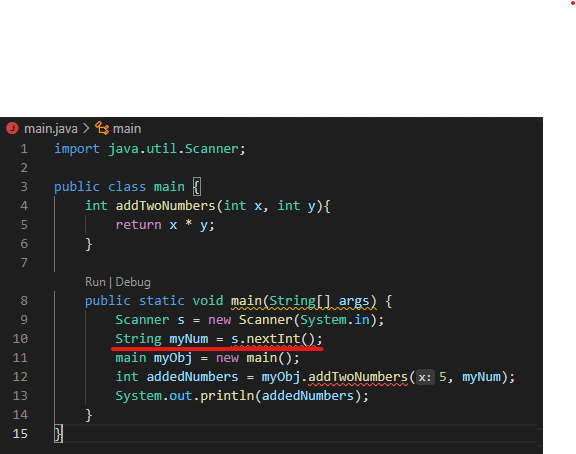 main.java > main
1 import java.util.Scanner;
2
3 public class main {
4 int addTwoNumbers(int x, int y){
5 return x * y;
6 }
7
Run | Debug
8 public static void main(String[] args) {
9 Scanner s = new Scanner(System.in);
10 String myNum = s.nextInt();
11 main myObj = new main();
12 int addedNumbers = myObj.addTwoNumbers(x: 5, myNum);
13 System.out.println(addedNumbers);
14 }
15 }